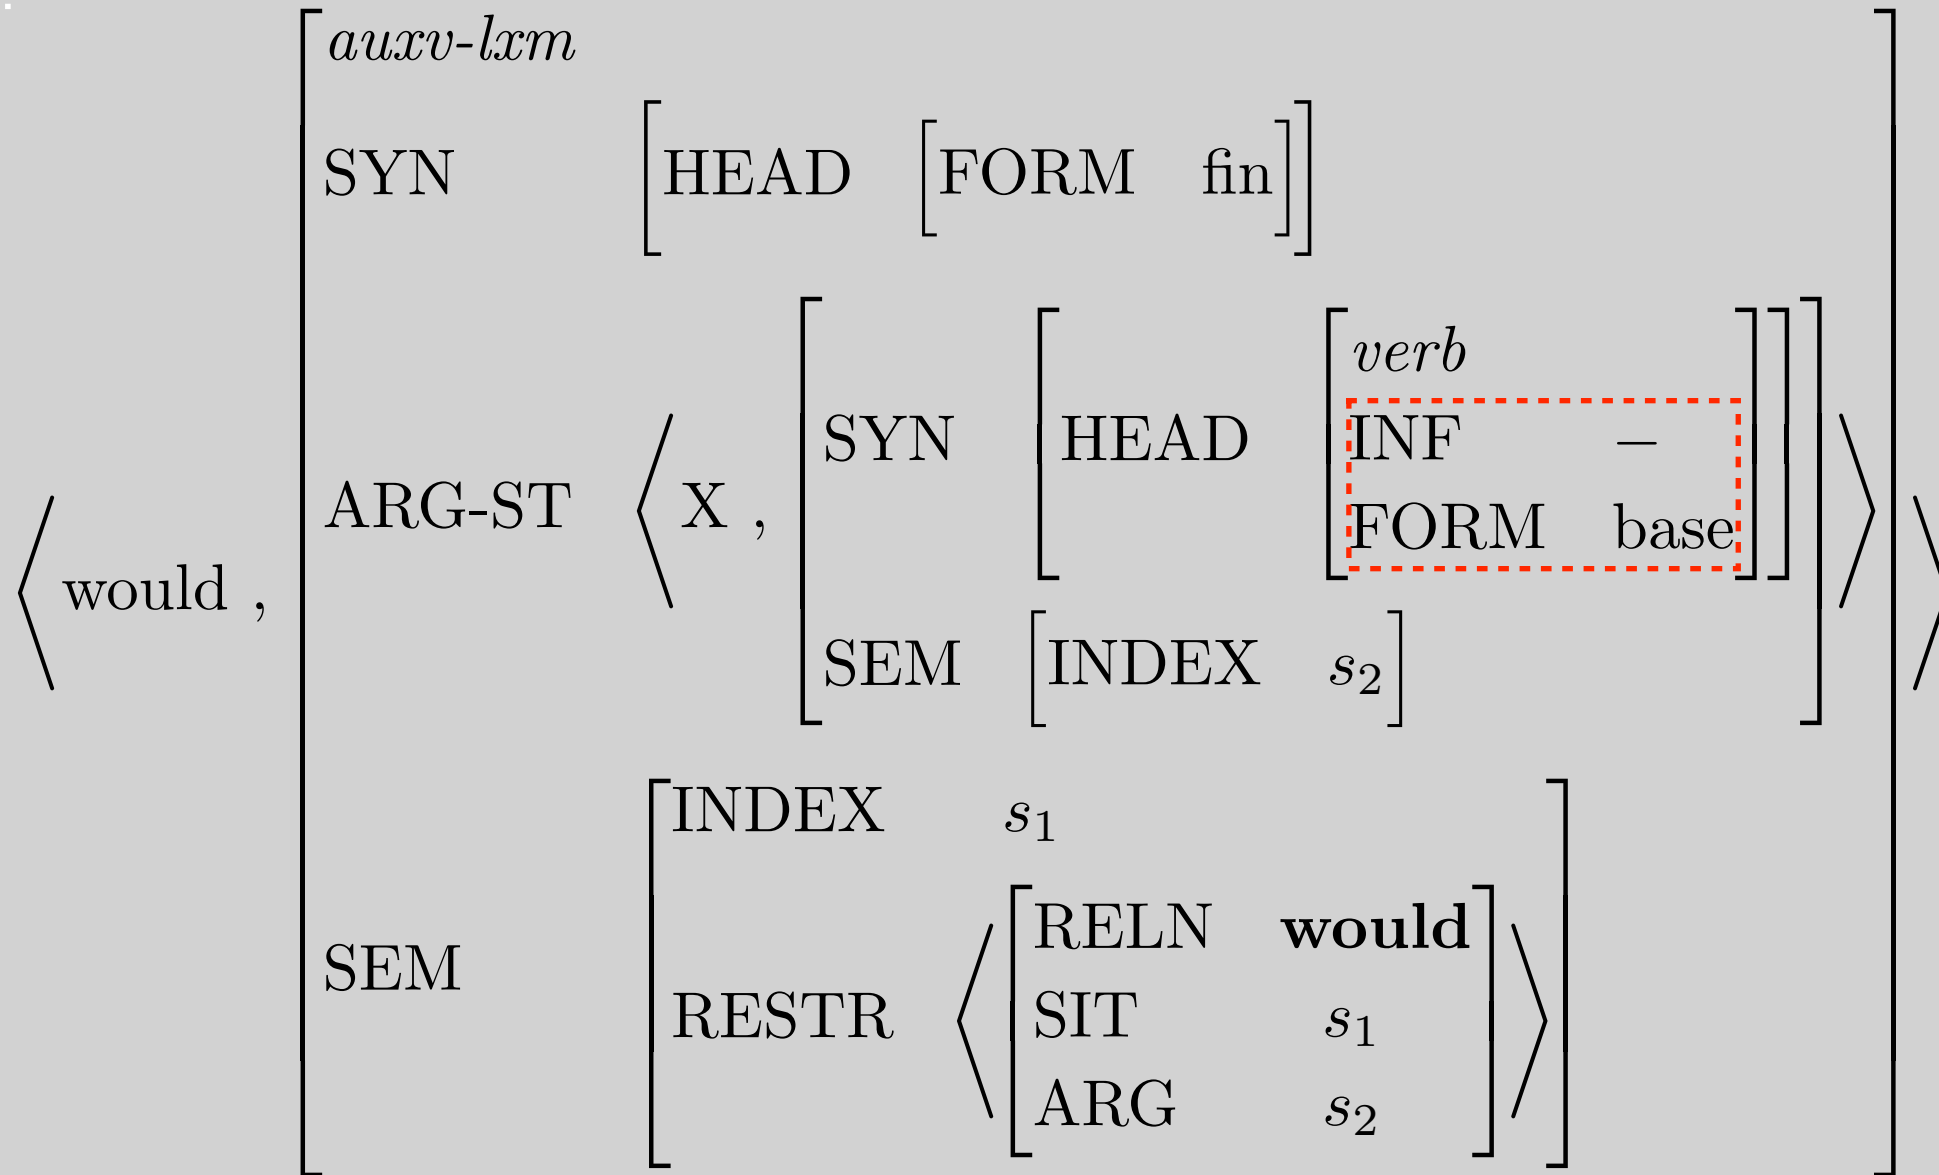 auxv-lxm
SYN [HEAD [FORM fin]]
ARG-ST ⟨X , [SYN [HEAD [verb
INF −
FORM base]]]
SEM [INDEX s₂]]⟩
⟨would ,
SEM [INDEX s₁
RESTR ⟨[RELN would
SIT s₁
ARG s₂]⟩]⟩